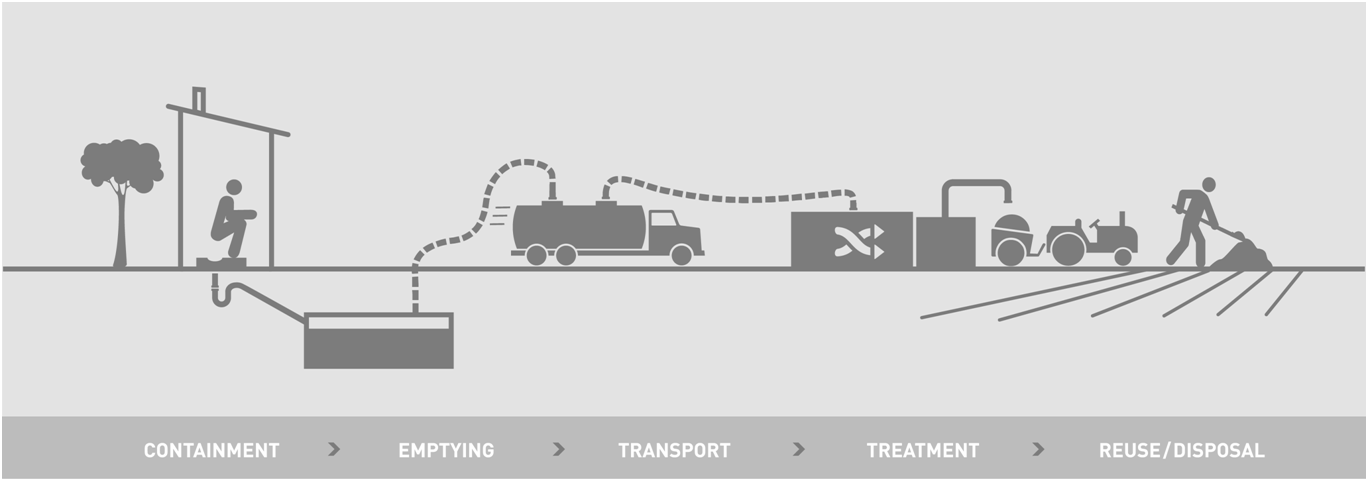 CONTAINMENT > EMPTYING > TRANSPORT > TREATMENT > REUSE/DISPOSAL